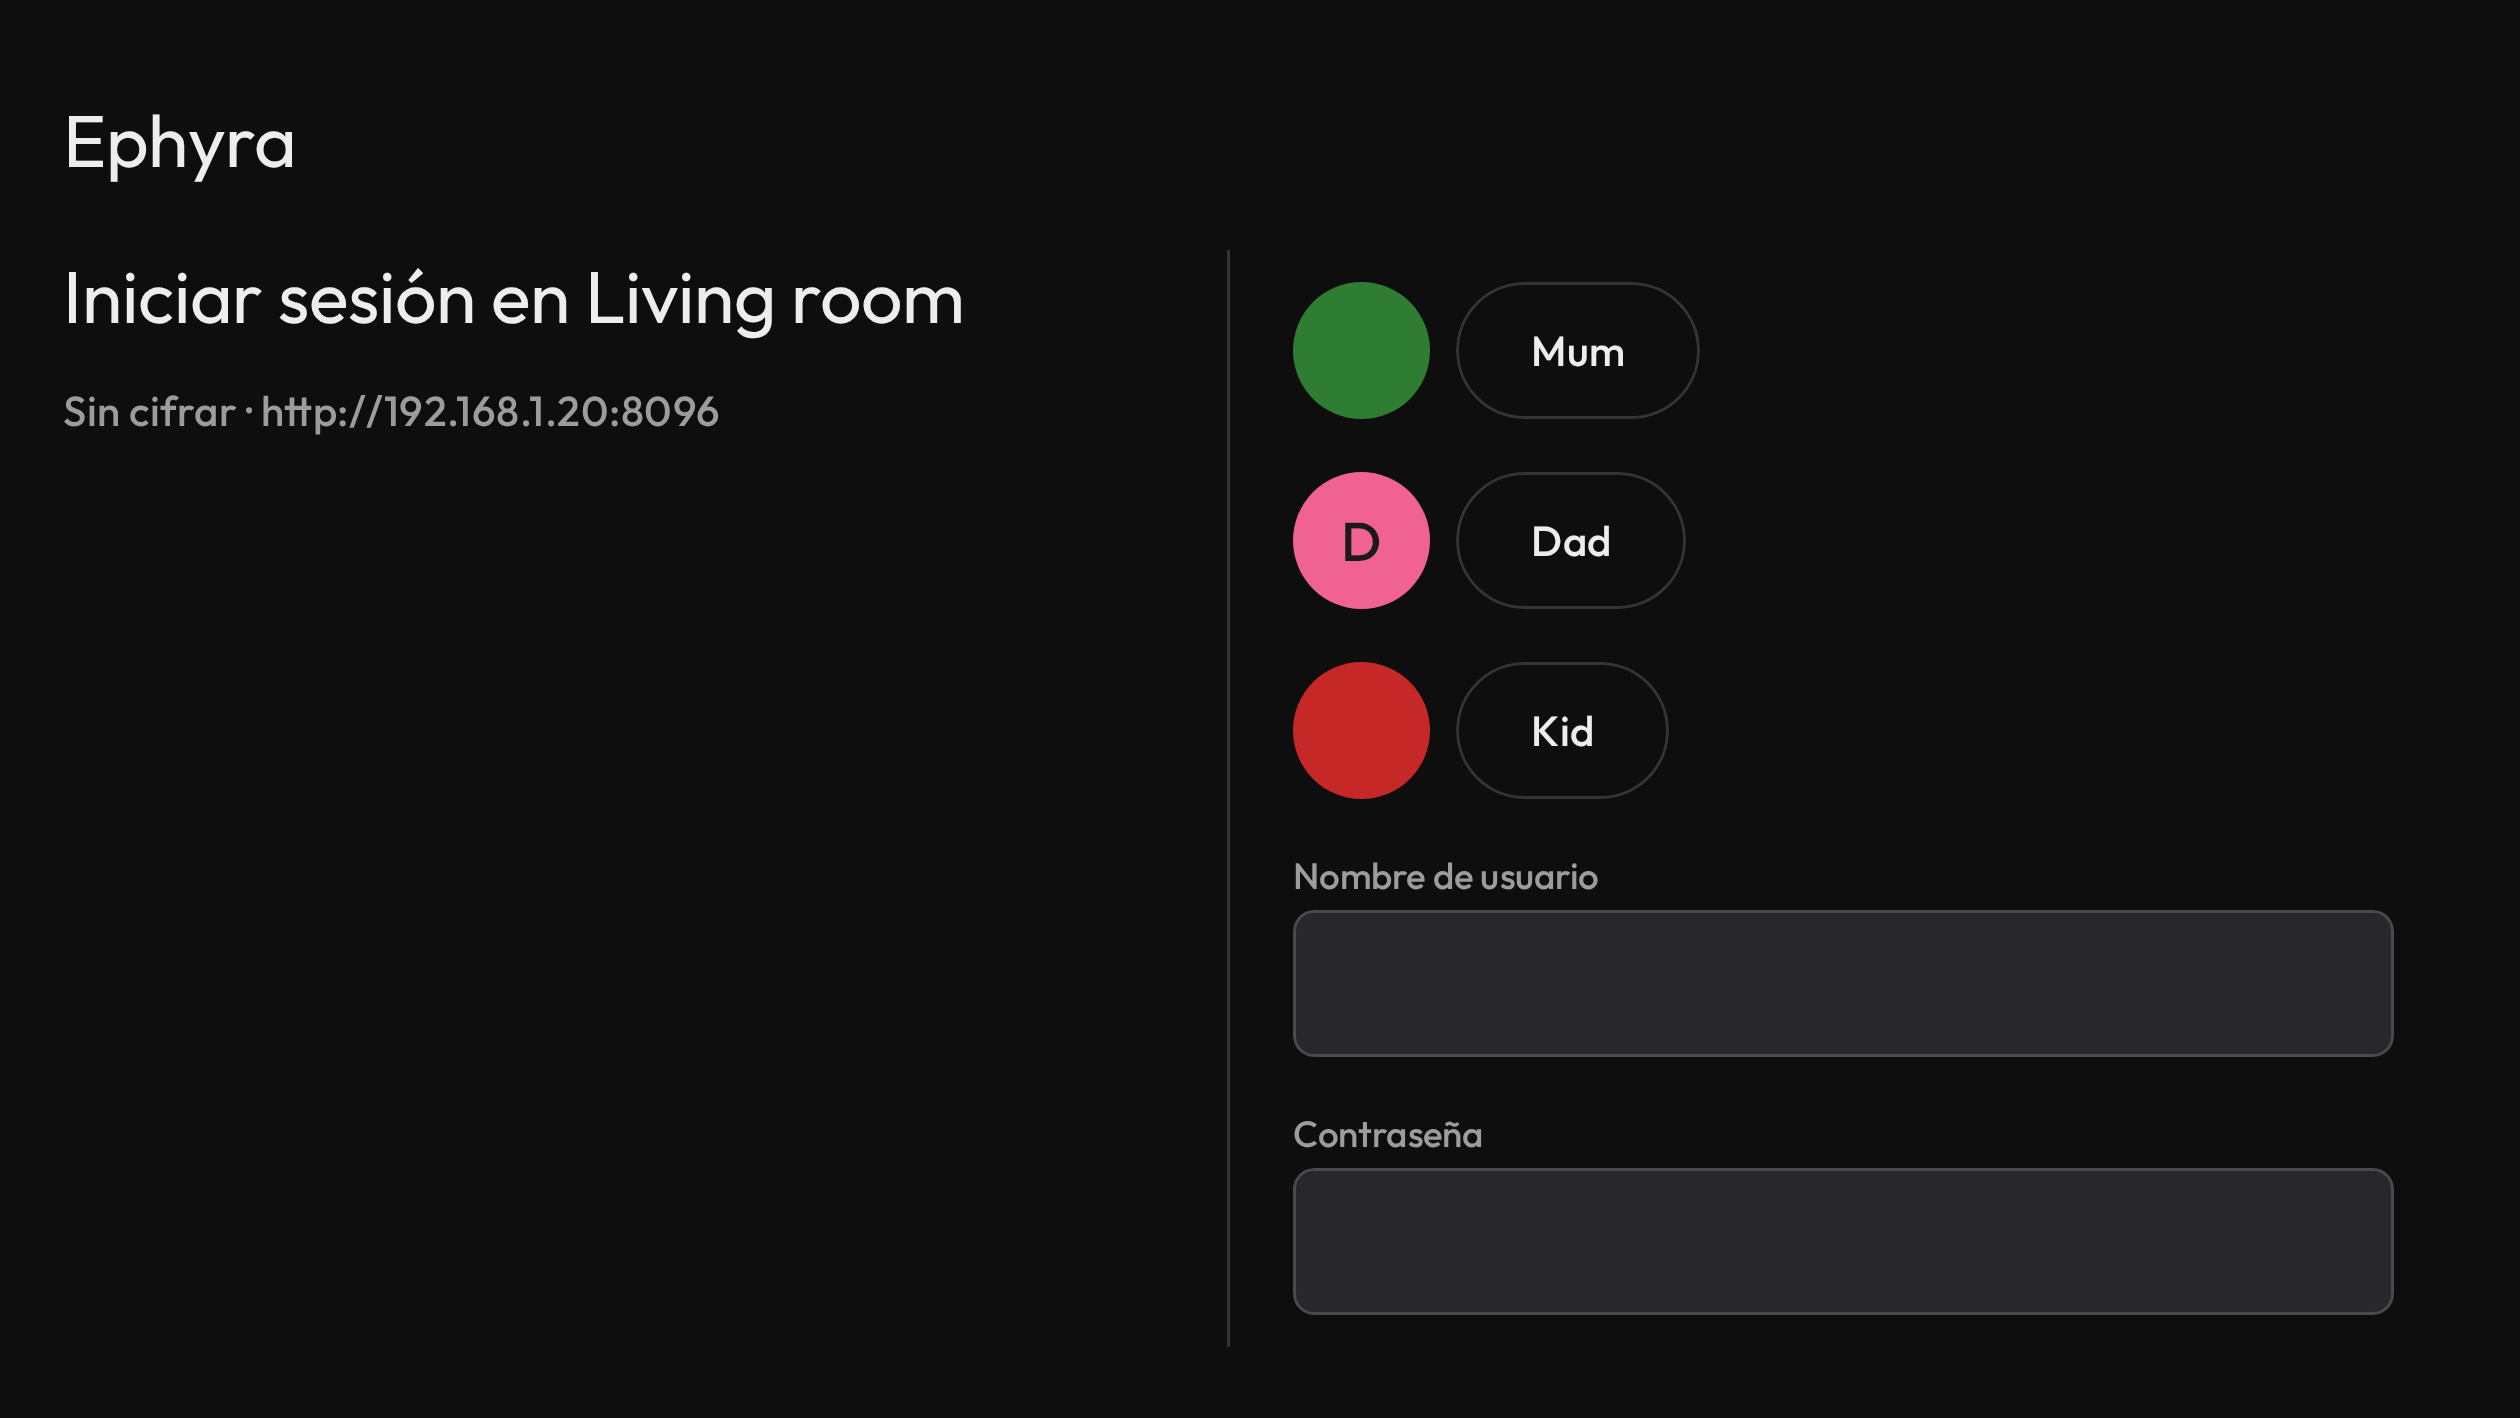 Ephyra
Iniciar sesión en Living room
Sin cifrar · http://192.168.1.20:8096
Mum
D
Dad
Kid
Nombre de usuario
Contraseña